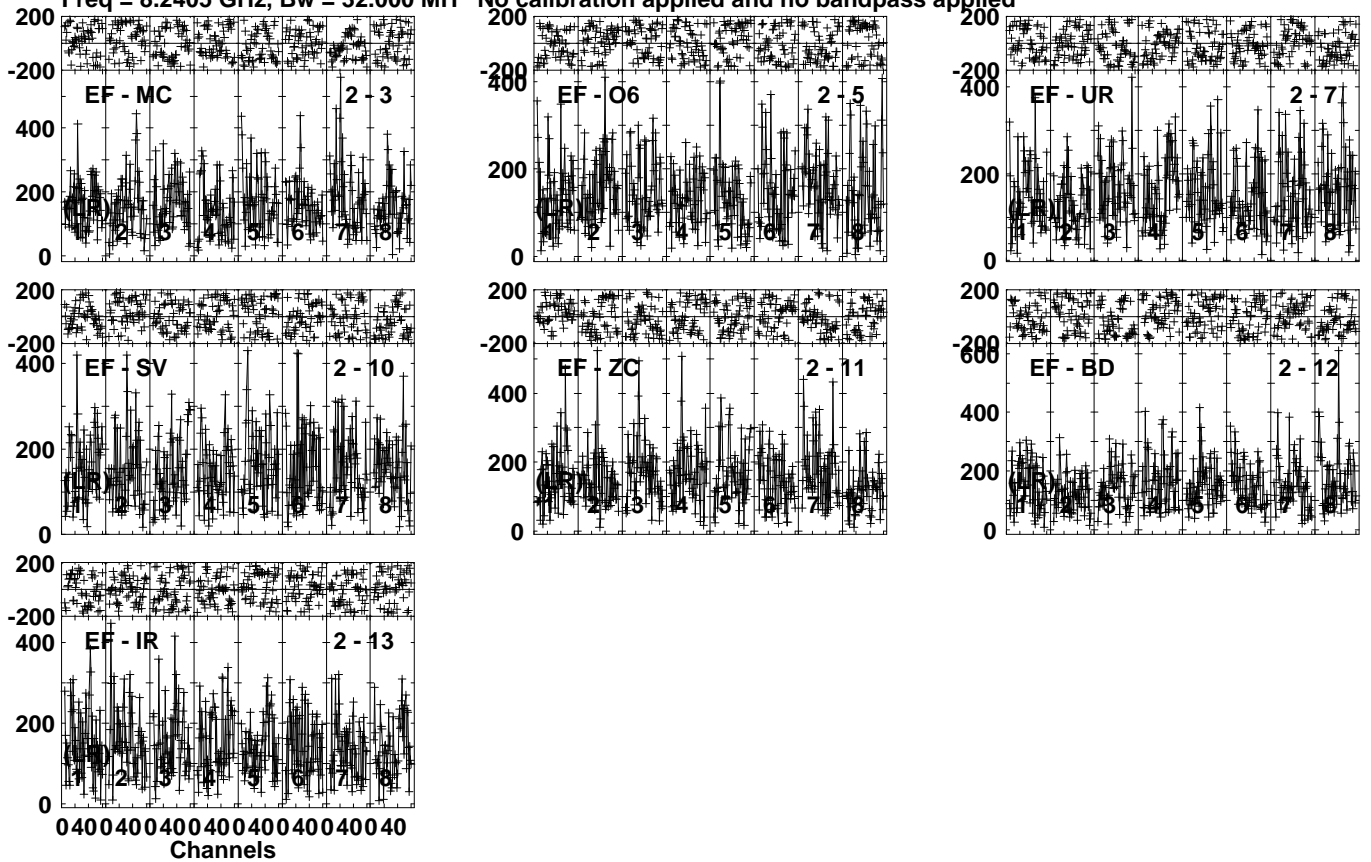 Freq = 8.2405 GHz, Bw = 32.000 MH No calibration applied and no bandpass applied
200
-200
EF - MC 2 - 3
400
200
(LR)
1 2 3 4 5 6 7 8
0
200
-200
400
EF - O6 2 - 5
200
(LR)
1 2 3 4 5 6 7 8
0
200
-200
EF - UR 2 - 7
400
200
(LR)
1 2 3 4 5 6 7 8
0
200
-200
EF - SV 2 - 10
400
200
(LR)
1 2 3 4 5 6 7 8
0
200
-200
EF - ZC 2 - 11
400
200
(LR)
1 2 3 4 5 6 7 8
0
200
-200
600
EF - BD 2 - 12
400
200
(LR)
1 2 3 4 5 6 7 8
0
200
-200
EF - IR 2 - 13
400
200
(LR)
1 2 3 4 5 6 7 8
0
0 40 0 40 0 40 0 40 0 40 0 40 0 40 0 40
Channels